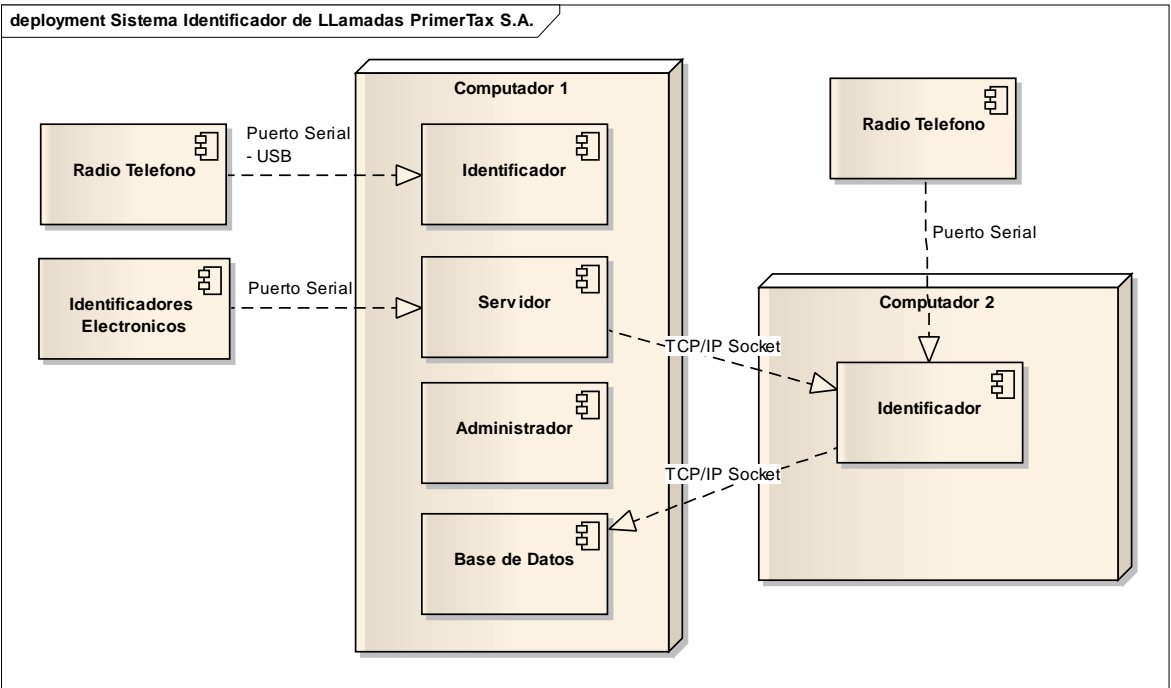 deployment Sistema Identificador de LLamadas PrimerTax S.A.
Computador 1
Radio Telefono
Puerto Serial
- USB
Identificador
Radio Telefono
Puerto Serial
Identificadores
Electronicos
Puerto Serial
Servidor
TCP/IP Socket
Computador 2
Identificador
Administrador
TCP/IP Socket
Base de Datos